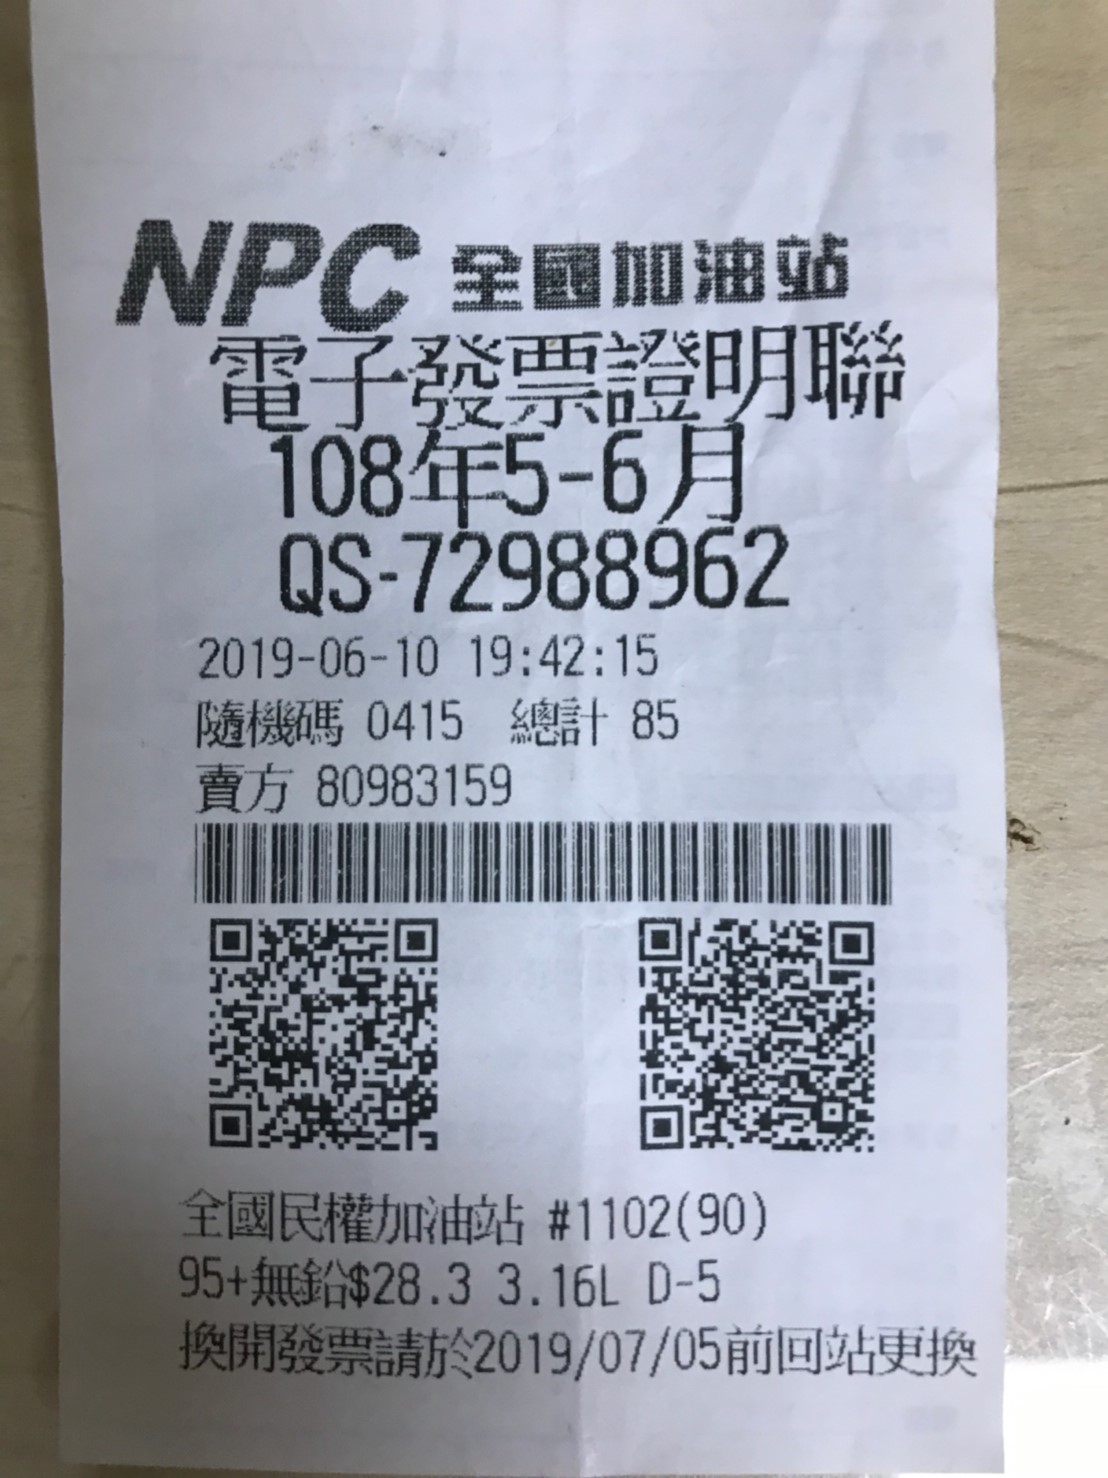 NPC 全國加油站
電子發票證明聯
108年5-6月
QS-72988962
2019-06-10 19:42:15
隨機碼 0415 總計 85
賣方 80983159
全國民權加油站 #1102(90)
95+無鉛$28.3 3.16L D-5
換開發票請於2019/07/05前回站更換